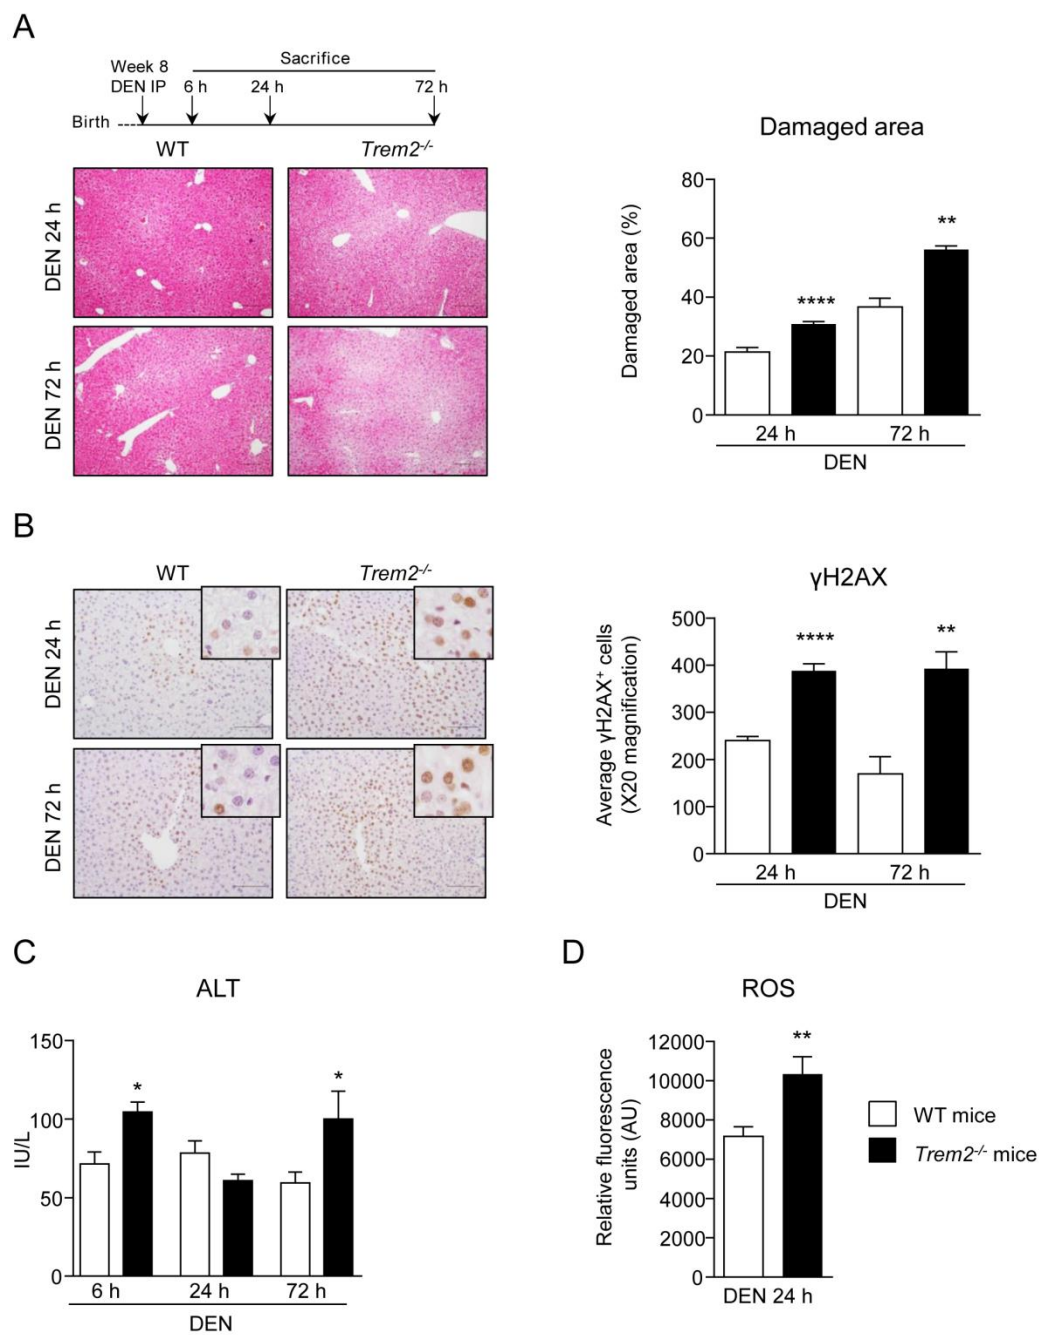 A
Week 8
DEN IP
6 h
24 h
72 h
Sacrifice
Birth
WT
Trem2-/-
DEN 24 h
DEN 72 h
Damaged area
Damaged area (%)
80
60
40
20
0
****
**
24 h
72 h
DEN
B
WT
Trem2-/-
DEN 24 h
DEN 72 h
γH2AX
Average γH2AX+ cells
(X20 magnification)
500
400
300
200
100
0
****
**
24 h
72 h
DEN
C
ALT
IU/L
150
100
50
0
*
*
6 h
24 h
72 h
DEN
D
ROS
Relative fluorescence
units (AU)
12000
10000
8000
6000
4000
2000
0
**
DEN 24 h
WT mice
Trem2-/- mice